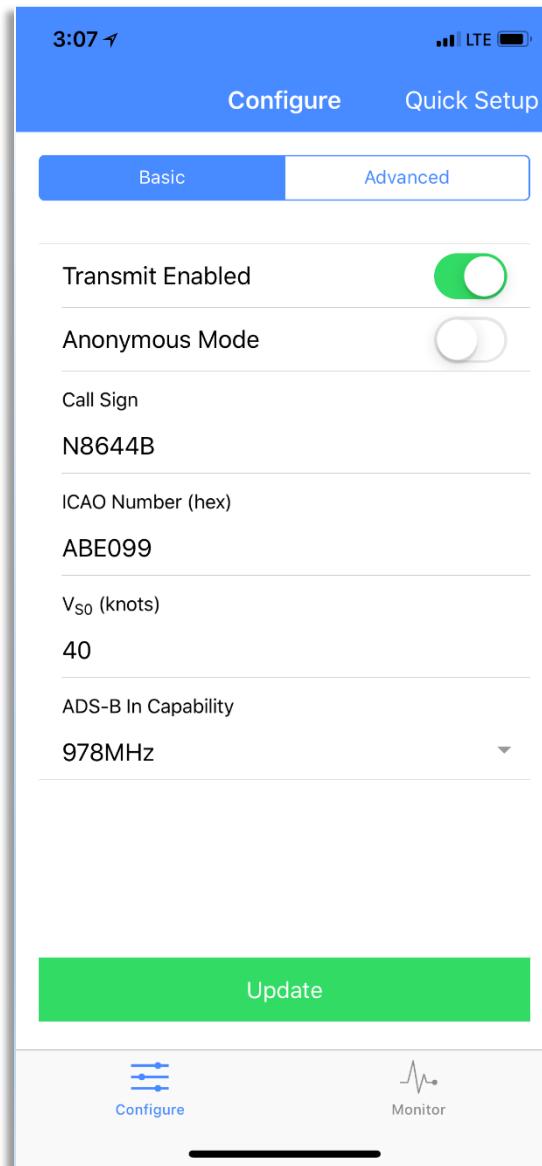 3:07 LTE
Configure Quick Setup
Basic Advanced
Transmit Enabled
Anonymous Mode
Call Sign
N8644B
ICAO Number (hex)
ABE099
VS0 (knots)
40
ADS-B In Capability
978MHz
Update
Configure Monitor